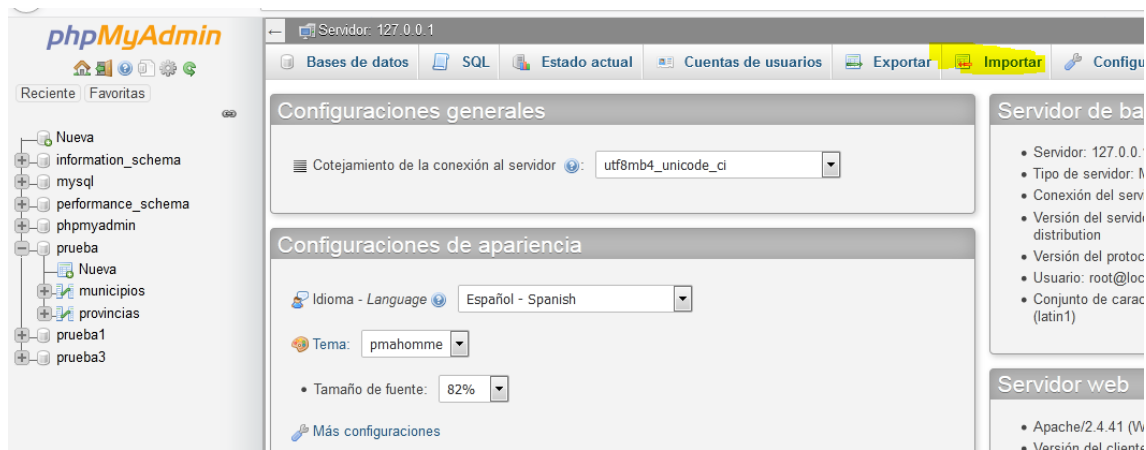 phpMyAdmin
Reciente Favoritas
Nueva
information_schema
mysql
performance_schema
phpmyadmin
prueba
Nueva
municipios
provincias
prueba1
prueba3
Servidor: 127.0.0.1
Bases de datos SQL Estado actual Cuentas de usuarios Exportar Importar Configu
Configuraciones generales
Cotejamiento de la conexión al servidor : utf8mb4_unicode_ci
Configuraciones de apariencia
Idioma - Language Español - Spanish
Tema: pmahomme
• Tamaño de fuente: 82%
Más configuraciones
Servidor de ba
• Servidor: 127.0.0.
• Tipo de servidor: M
• Conexión del serv
• Versión del servid
distribution
• Versión del protoc
• Usuario: root@loc
• Conjunto de carac
(latin1)
Servidor web
• Apache/2.4.41 (W
• Versión del cliente